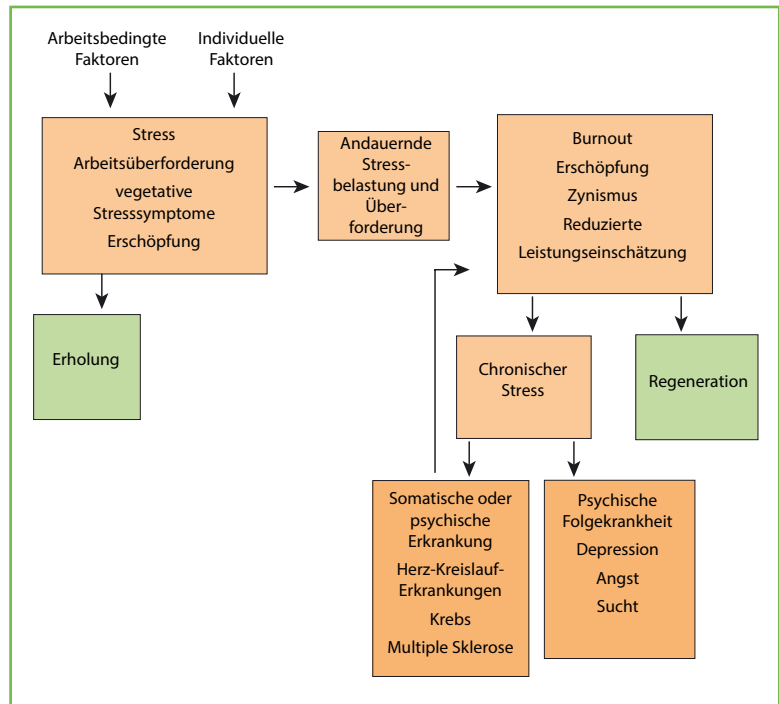 Arbeitsbedingte
Faktoren
Individuelle
Faktoren
Stress
Arbeitsüberforderung
vegetative
Stresssymptome
Erschöpfung
Andauernde
Stress-
belastung und
Über-
forderung
Burnout
Erschöpfung
Zynismus
Reduzierte
Leistungseinschätzung
Erholung
Chronischer
Stress
Regeneration
Somatische oder
psychische
Erkrankung
Herz-Kreislauf-
Erkrankungen
Krebs
Multiple Sklerose
Psychische
Folgekrankheit
Depression
Angst
Sucht